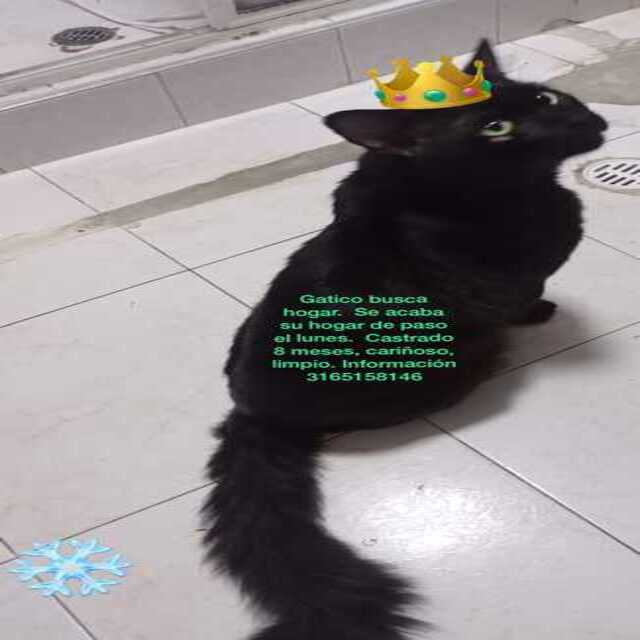 Gatico busca
hogar. Se acaba
su hogar de paso
el lunes. Castrado
8 meses, cariñoso,
limpio. Información
3165158146